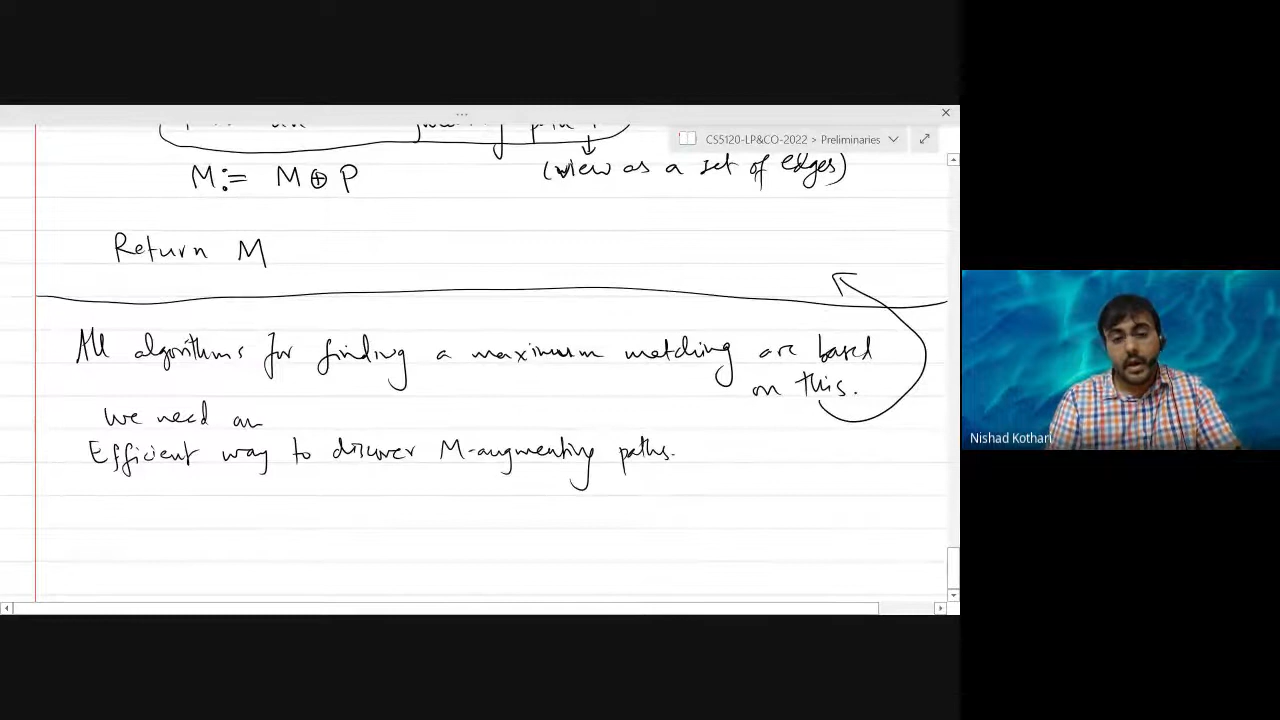 CS5120-LP&CO-2022 > Preliminaries
M := M ⊕ P
(view as a set of edges)
Return M
All algorithms for finding a maximum matching are based
on this.
We need an
Efficient way to discover M-augmenting paths.
Nishad Kothari